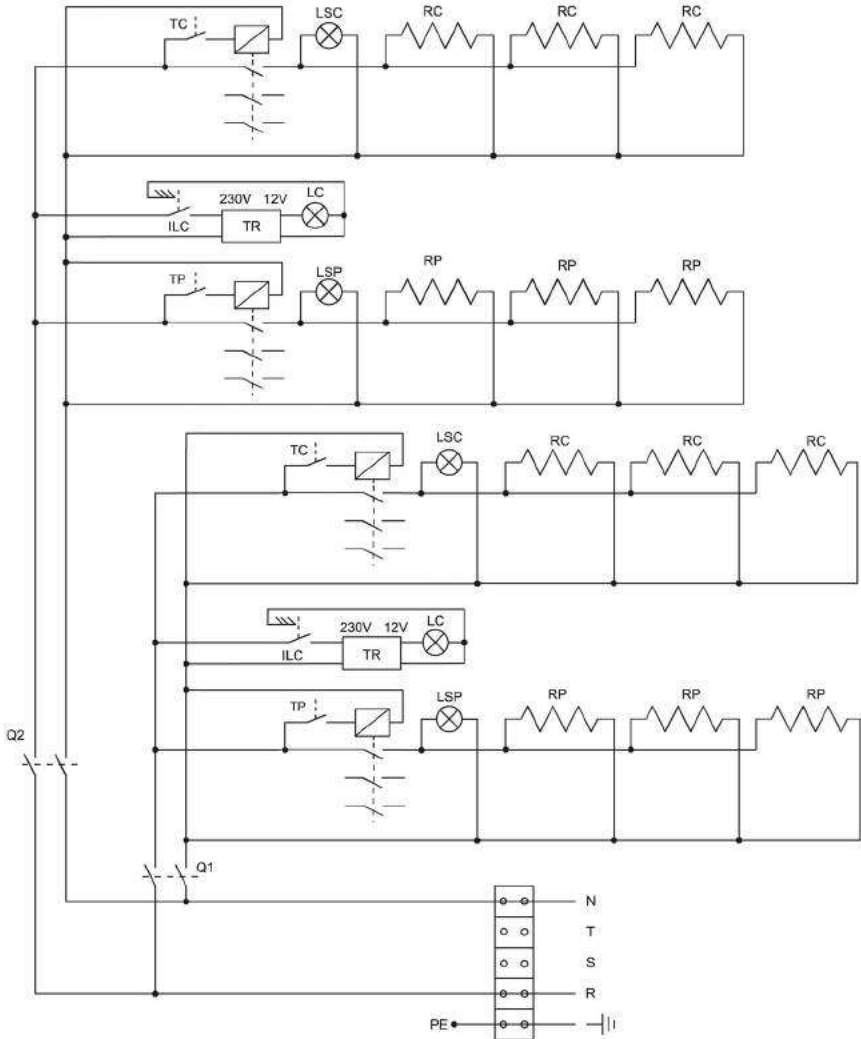 TC LSC RC RC RC
230V 12V LC
ILC TR
TP LSP RP RP RP
TC LSC RC RC RC
230V 12V LC
ILC TR
TP LSP RP RP RP
Q2
Q1
N
T
S
R
PE